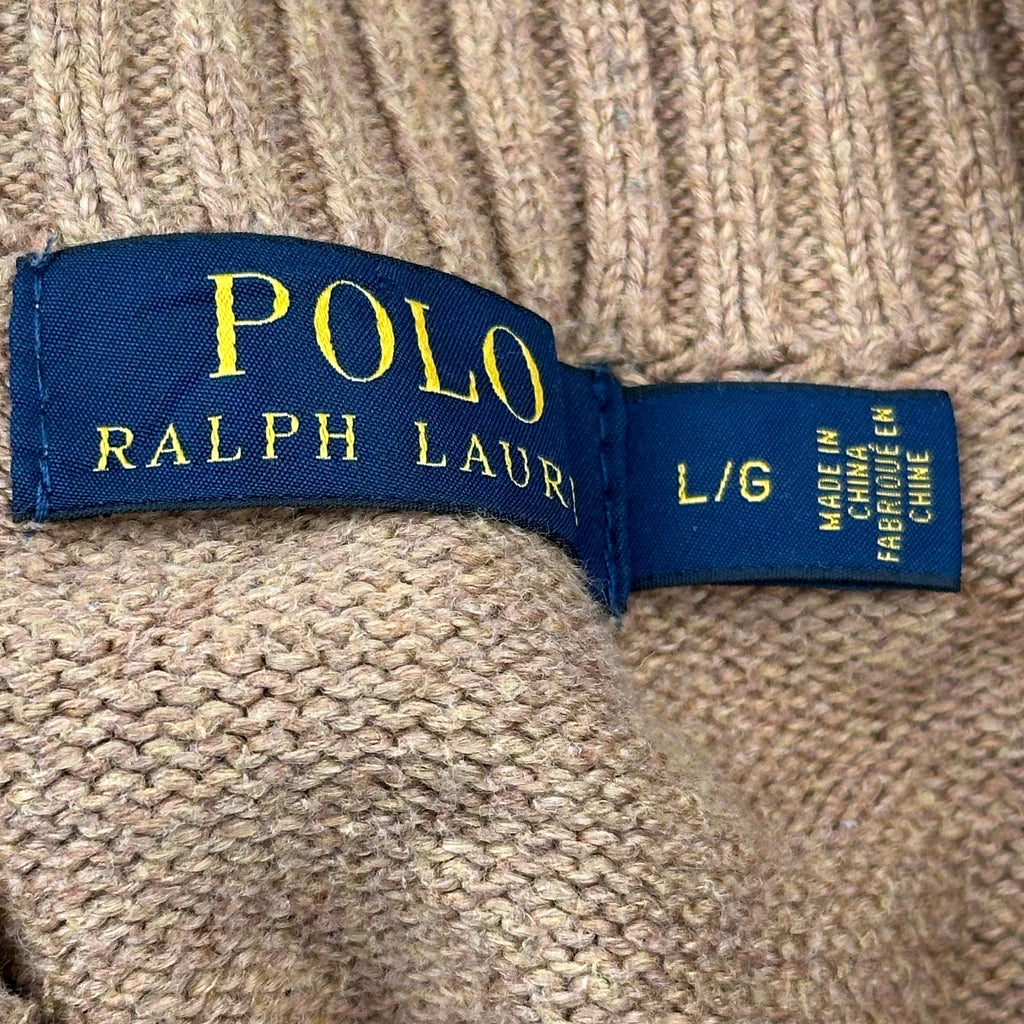 POLO
RALPH LAUR
L/G
MADE IN
CHINA
FABRIQUÉ EN
CHINE